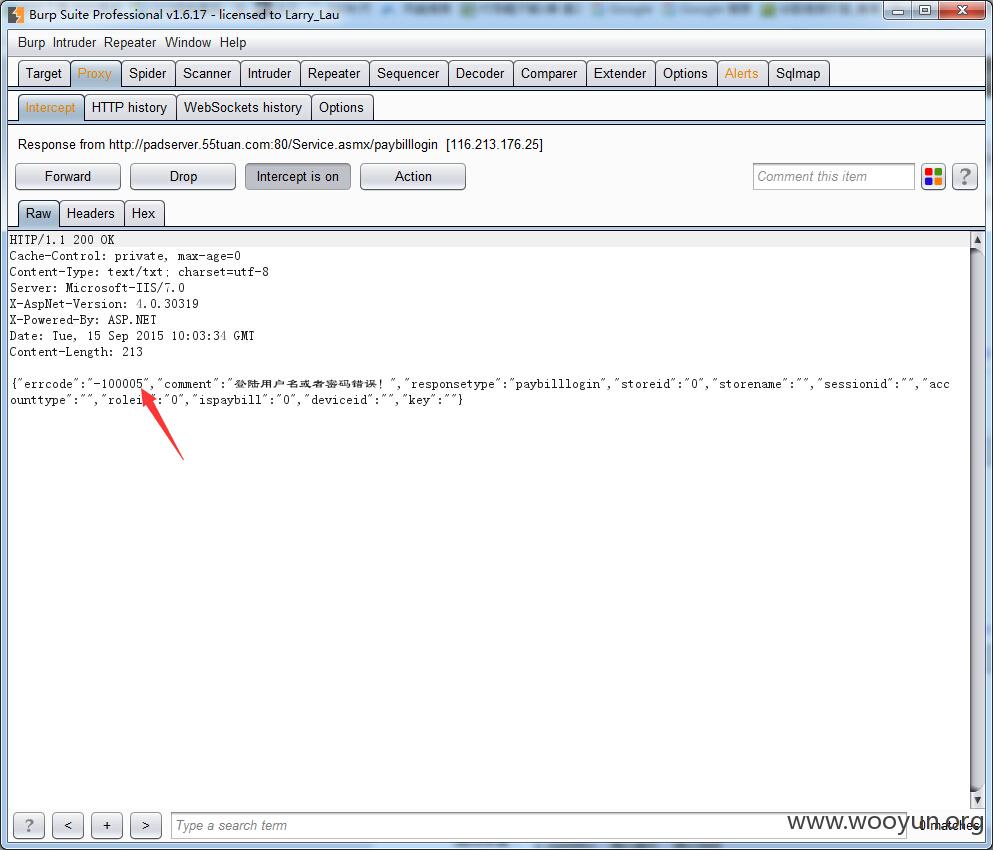 Burp Suite Professional v1.6.17 - licensed to Larry_Lau
Burp Intruder Repeater Window Help
Target Proxy Spider Scanner Intruder Repeater Sequencer Decoder Comparer Extender Options Alerts Sqlmap
Intercept HTTP history WebSockets history Options
Response from http://padserver.55tuan.com:80/Service.asmx/paybilllogin [116.213.176.25]
Forward Drop Intercept is on Action Comment this item ?
Raw Headers Hex
HTTP/1.1 200 OK
Cache-Control: private, max-age=0
Content-Type: text/txt; charset=utf-8
Server: Microsoft-IIS/7.0
X-AspNet-Version: 4.0.30319
X-Powered-By: ASP.NET
Date: Tue, 15 Sep 2015 10:03:34 GMT
Content-Length: 213
{"errcode":"-100005","comment":"登陆用户名或者密码错误！","responsetype":"paybilllogin","storeid":"0","storename":"","sessionid":"","acc
ounttype":"","roleid":"0","ispaybill":"0","deviceid":"","key":""}
? < + > Type a search term 0 matches
www.wooyun.org